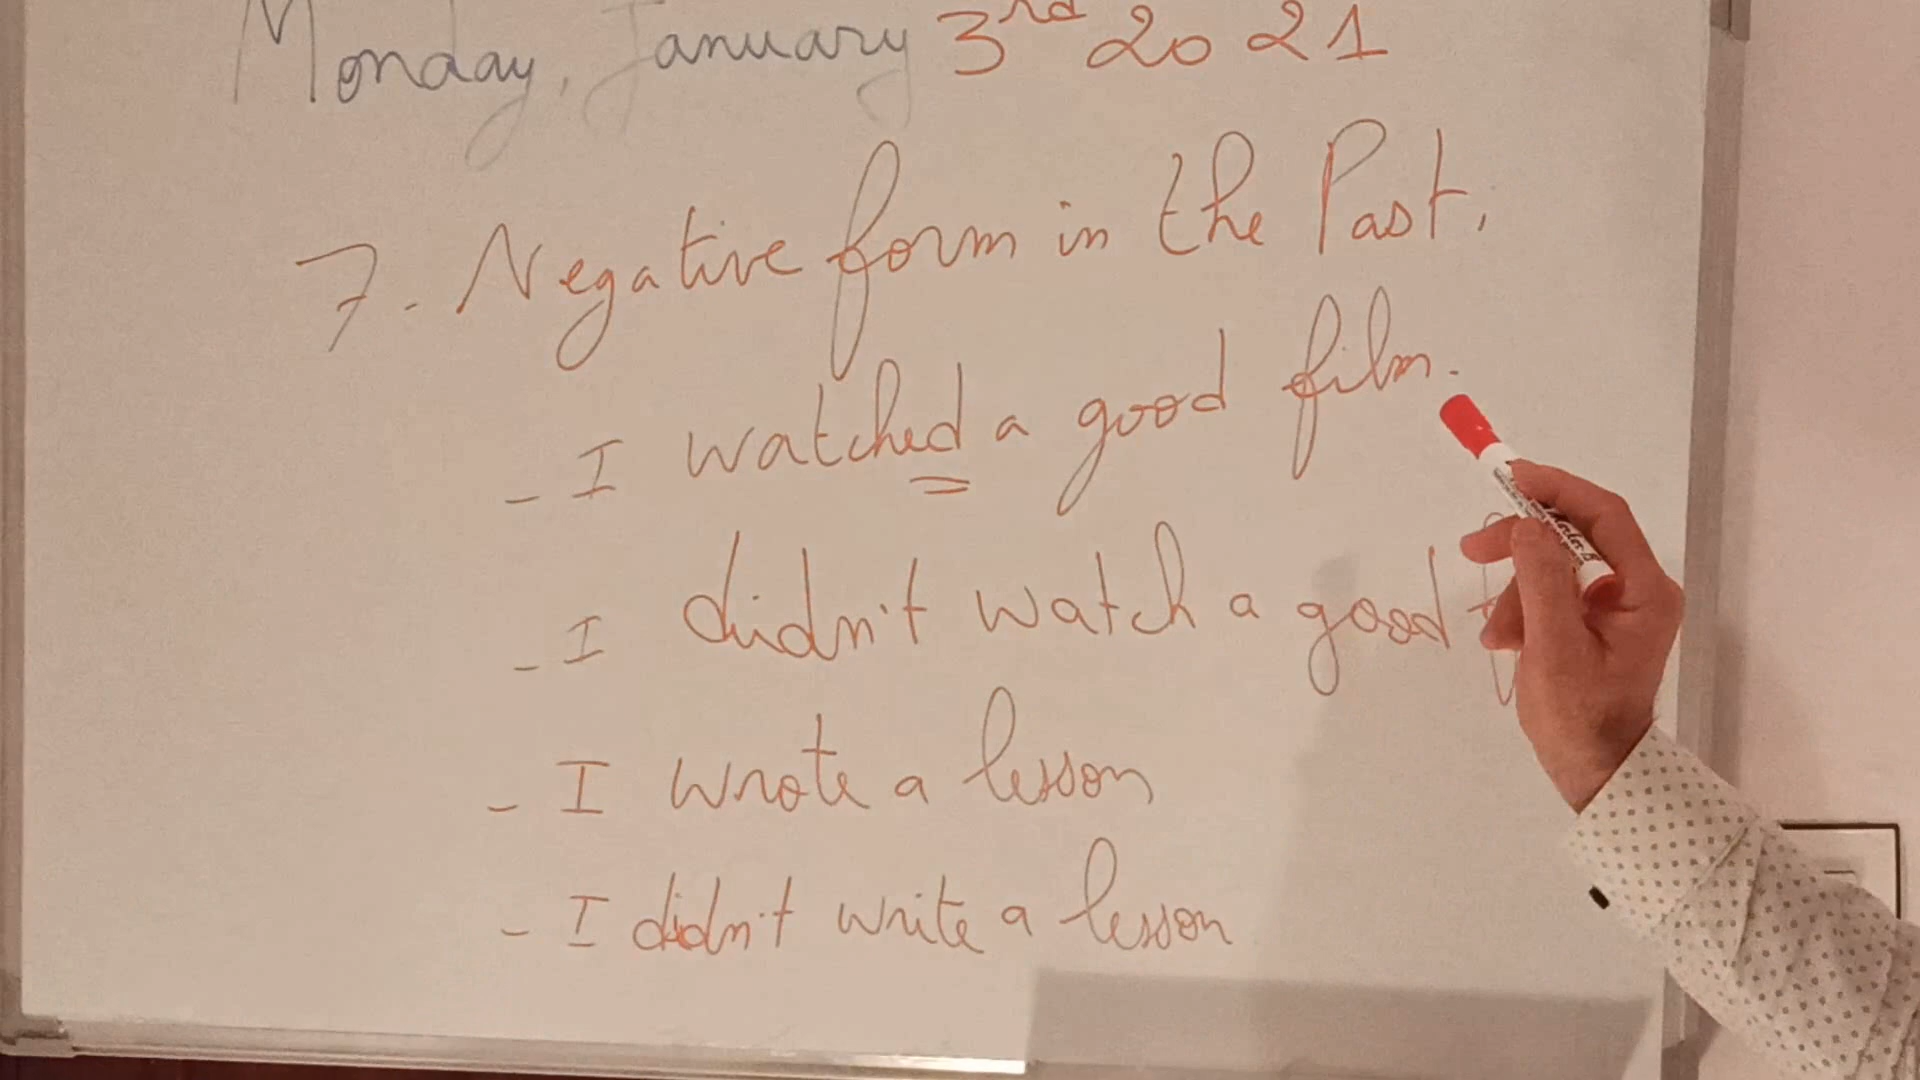 Monday, January 3rd 2021
7. Negative form in the Past.
- I watched a good film.
- I didn't watch a good
- I wrote a lesson
- I didn't write a lesson